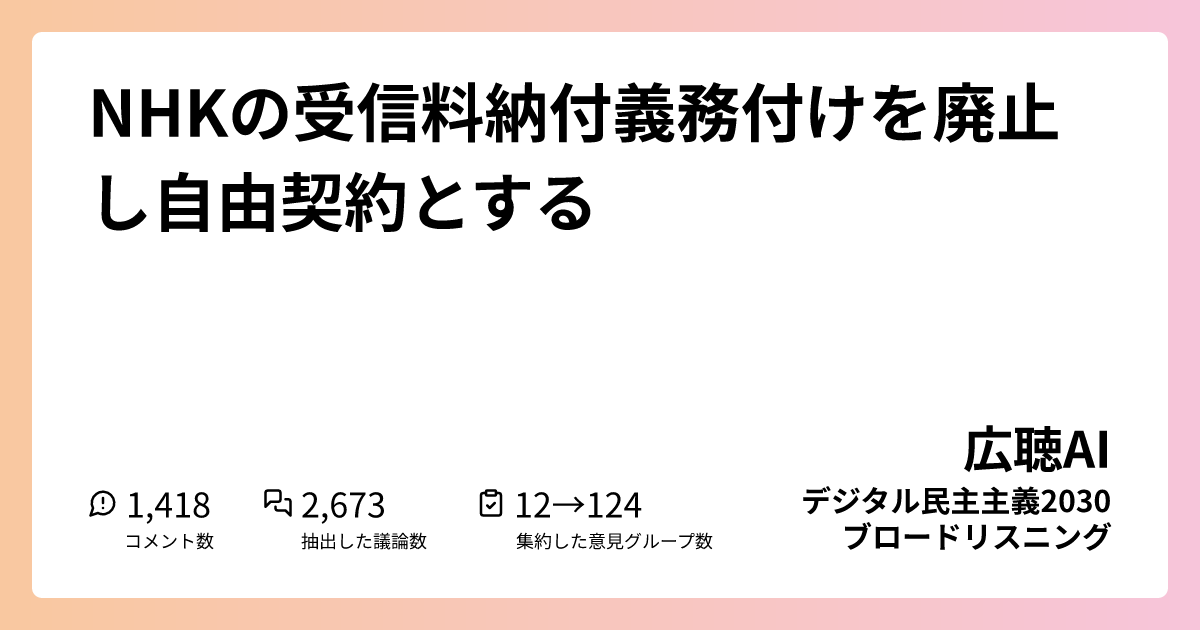 NHKの受信料納付義務付けを廃止
し自由契約とする
広聴AI
デジタル民主主義2030
ブロードリスニング
1,418
コメント数
2,673
抽出した議論数
12→124
集約した意見グループ数